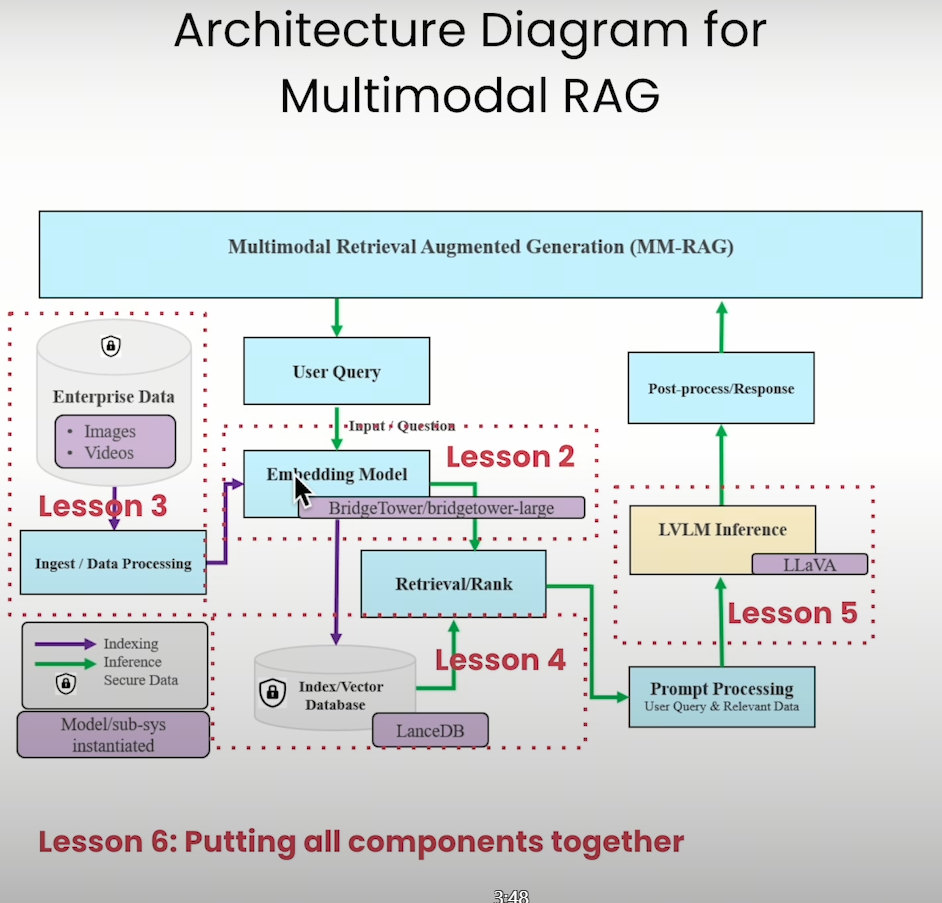 Architecture Diagram for
Multimodal RAG
Multimodal Retrieval Augmented Generation (MM-RAG)
Enterprise Data
• Images
• Videos
Lesson 3
Ingest / Data Processing
User Query
Input / Question
Embedding Model
Lesson 2
BridgeTower/bridgetower-large
Retrieval/Rank
Lesson 4
Index/Vector
Database
LanceDB
Post-process/Response
LVLM Inference
LLaVA
Lesson 5
Prompt Processing
User Query & Relevant Data
Indexing
Inference
Secure Data
Model/sub-sys
instantiated
Lesson 6: Putting all components together
3:48